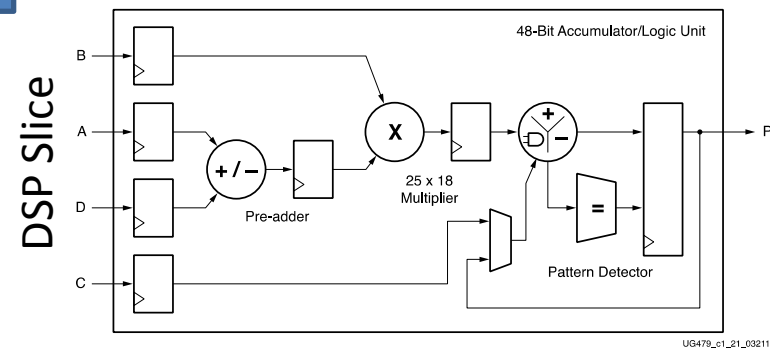 DSP Slice
48-Bit Accumulator/Logic Unit
B
A
D
C
+ / −
Pre-adder
X
25 x 18
Multiplier
+
−
=
Pattern Detector
P
UG479_c1_21_03211